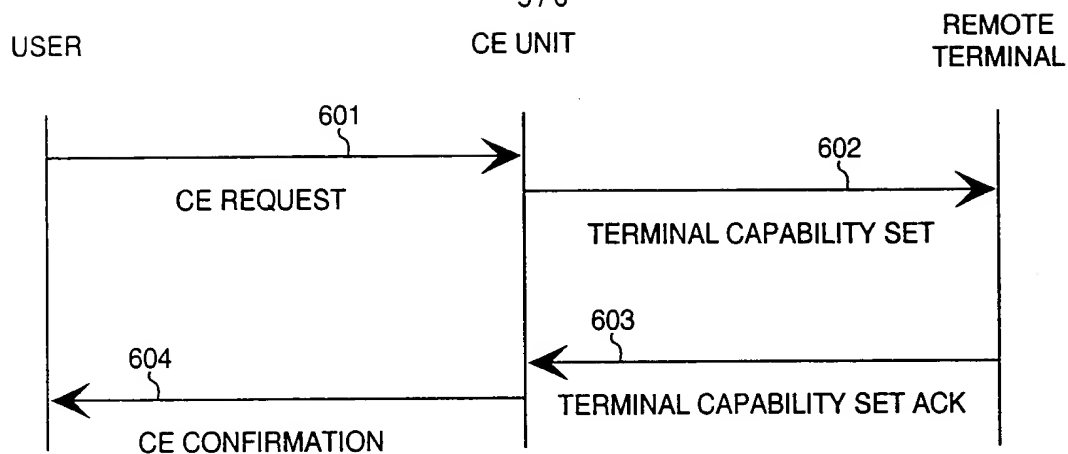 USER
CE UNIT
REMOTE
TERMINAL
601
CE REQUEST
602
TERMINAL CAPABILITY SET
603
TERMINAL CAPABILITY SET ACK
604
CE CONFIRMATION